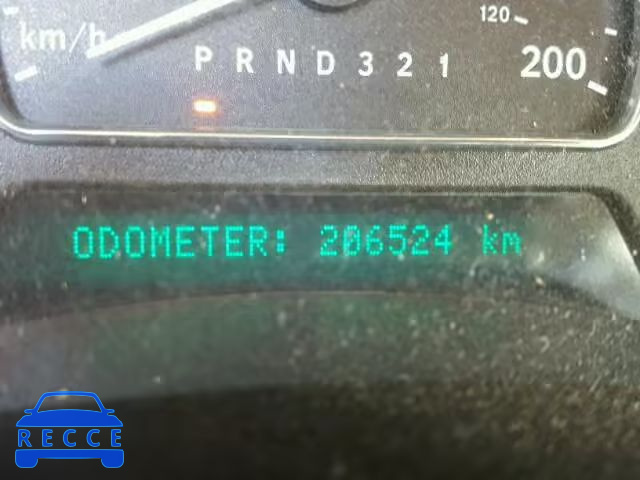 120
km/h
P R N D 3 2 1
200
ODOMETER: 206524 km
RECCE